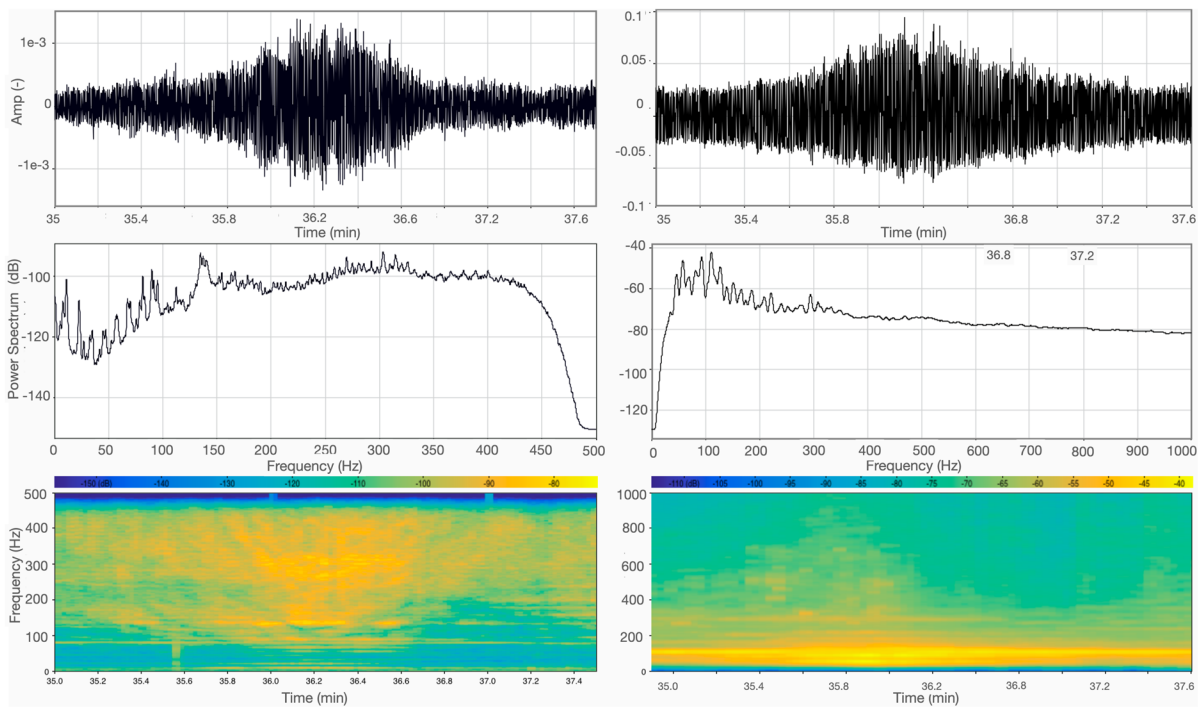 1e-3
0
-1e-3
Amp (-)
35 35.4 35.8 36.2 36.6 37.2 37.6
Time (min)
0.1
0.05
0
-0.05
-0.1
35 35.4 35.8 36.8 37.2 37.6
Time (min)
-100
-120
-140
Power Spectrum (dB)
0 50 100 150 200 250 300 350 400 450 500
Frequency (Hz)
-40
-60
-80
-100
-120
36.8 37.2
0 100 200 300 400 500 600 700 800 900 1000
Frequency (Hz)
-150 (dB) -140 -130 -120 -110 -100 -90 -80
500
400
300
200
100
0
Frequency (Hz)
35.0 35.2 35.4 35.6 35.8 36.0 36.2 36.4 36.6 36.8 37.0 37.2 37.4
Time (min)
-110 (dB) -105 -100 -95 -90 -85 -80 -75 -70 -65 -60 -55 -50 -45 -40
1000
800
600
400
200
0
35.0 35.4 35.8 36.2 36.8 37.2 37.6
Time (min)